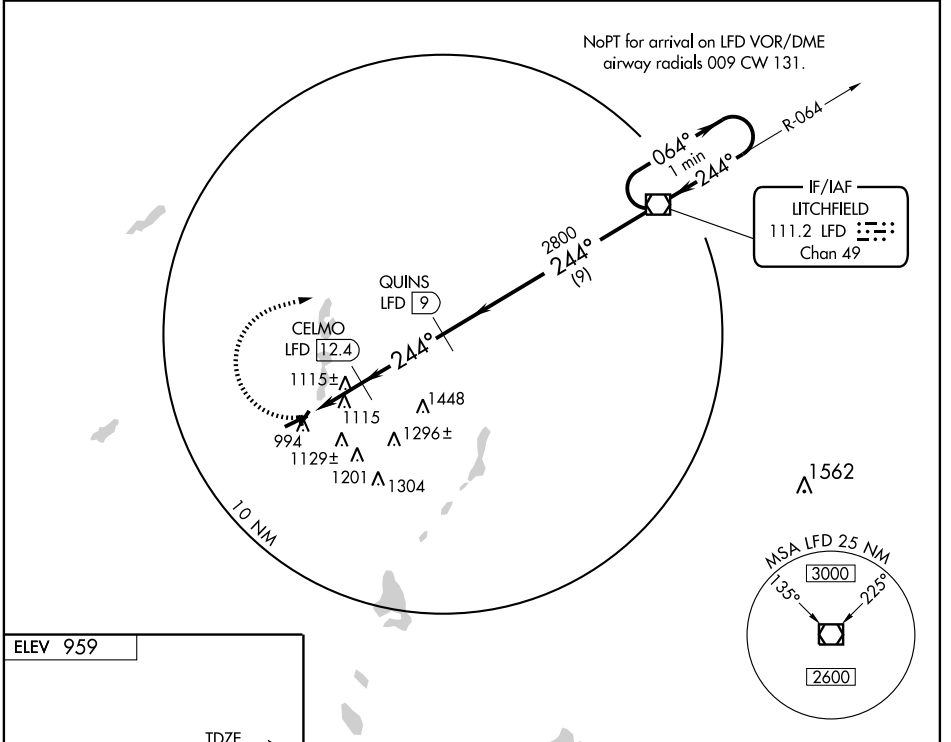 NoPT for arrival on LFD VOR/DME
airway radials 009 CW 131.
R-064
064°
1 min
244°
IF/IAF
LITCHFIELD
111.2 LFD
Chan 49
2800
244°
(9)
QUINS
LFD 9
CELMO
LFD 12.4
244°
1115±
1115
1448
994
1129±
1296±
1201
1304
1562
10 NM
MSA LFD 25 NM
3000
135°
225°
2600
ELEV 959
TDZE